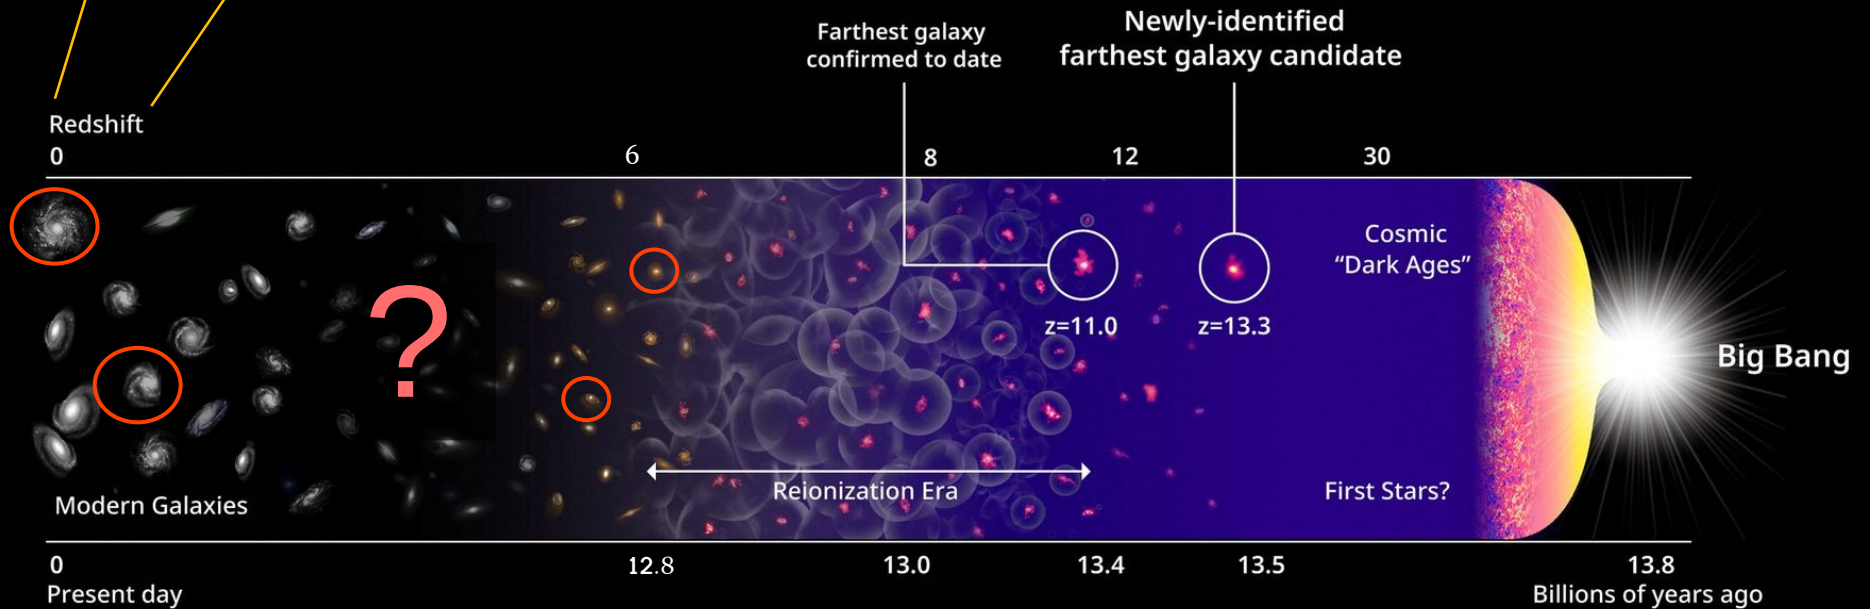 Farthest galaxy
confirmed to date
Newly-identified
farthest galaxy candidate
Redshift
0 6 8 12 30
Cosmic
“Dark Ages”
z=11.0 z=13.3
?
Big Bang
Reionization Era
First Stars?
Modern Galaxies
0 12.8 13.0 13.4 13.5 13.8
Present day
Billions of years ago